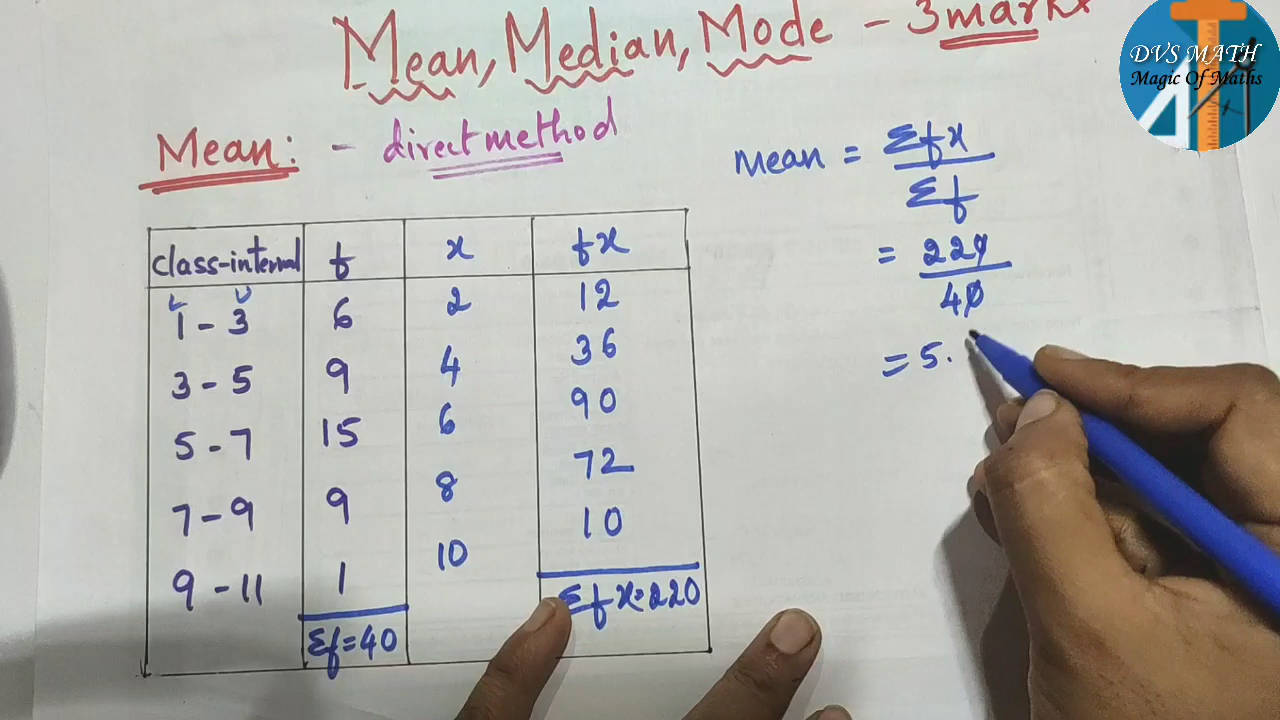 Mean, Median, Mode - 3 marks
DVS MATH
Magic Of Maths
Mean: - direct method
class-interval f x fx
1 - 3 6 2 12
3 - 5 9 4 36
5 - 7 15 6 90
7 - 9 9 8 72
9 - 11 1 10 10
Σf = 40 Σfx = 220
mean = Σfx / Σf
= 220 / 40
= 5.